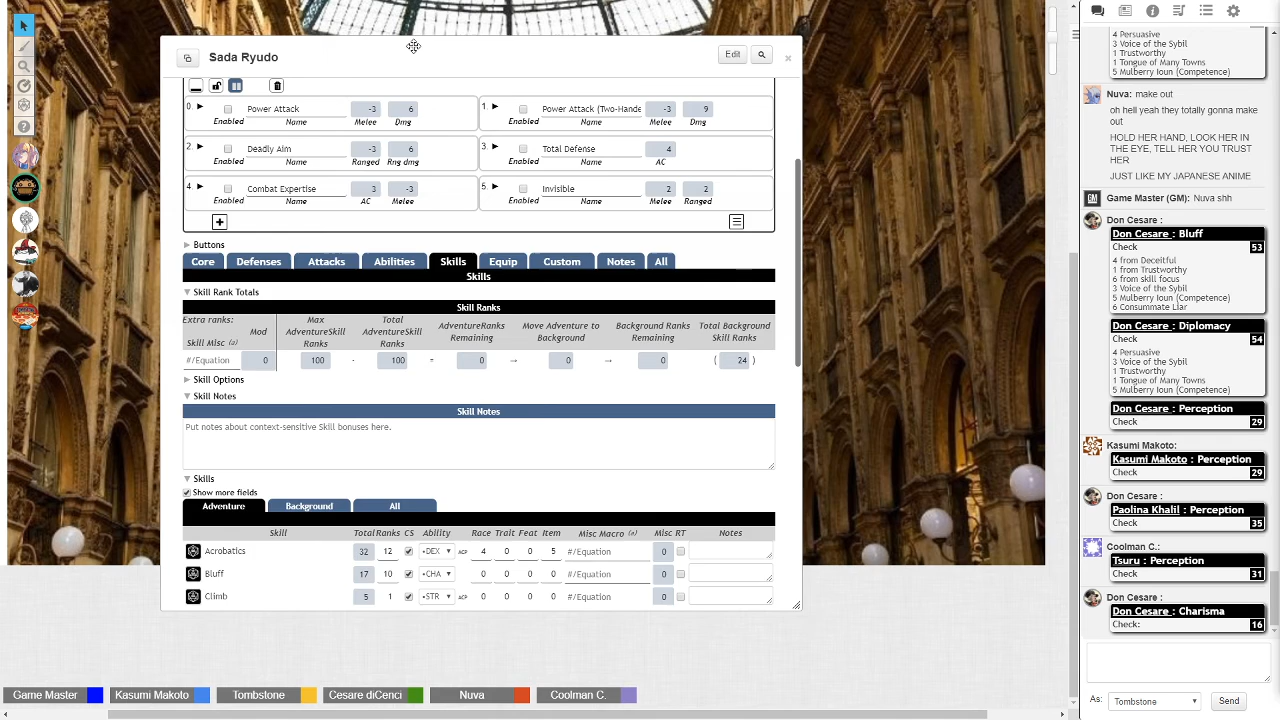 Sada Ryudo
Edit
×
0. Power Attack -3 6
Enabled Name Melee Dmg
1. Power Attack (Two-Hande -3 9
Enabled Name Melee Dmg
2. Deadly Aim -3 6
Enabled Name Ranged Rng dmg
3. Total Defense 4
Enabled Name AC
4. Combat Expertise 3 -3
Enabled Name AC Melee
5. Invisible 2 2
Enabled Name Melee Ranged
Buttons
Core Defenses Attacks Abilities Skills Equip Custom Notes All
Skills
Skill Rank Totals
Skill Ranks
Extra ranks:
Skill Misc (a) Mod
Max AdventureSkill Ranks
Total AdventureSkill Ranks
AdventureRanks Remaining
Move Adventure to Background
Background Ranks Remaining
Total Background Skill Ranks
#/Equation 0 100 - 100 = 0 → 0 → 0 ( 24 )
Skill Options
Skill Notes
Skill Notes
Put notes about context-sensitive Skill bonuses here.
Skills
Show more fields
Adventure Background All
Skill Total Ranks CS Ability Race Trait Feat Item Misc Macro (a) Misc RT Notes
Acrobatics 32 12 •DEX ACP 4 0 0 5 #/Equation 0
Bluff 17 10 •CHA 0 0 0 0 #/Equation 0
Climb 5 1 •STR ACP 0 0 0 0 #/Equation 0
Game Master
Kasumi Makoto
Tombstone
Cesare diCenci
Nuva
Coolman C.
4 Persuasive
3 Voice of the Sybil
1 Trustworthy
1 Tongue of Many Towns
5 Mulberry Ioun (Competence)
Nuva: make out
oh hell yea they totally gonna make
out
HOLD HER HAND, LOOK HER IN
THE EYE, TELL HER YOU TRUST
HER
JUST LIKE MY JAPANESE ANIME
GM Game Master (GM): Nuva shh
Don Cesare :
Don Cesare : Bluff
Check 53
4 from Deceitful
1 from Trustworthy
6 from skill focus
3 Voice of the Sybil
5 Mulberry Ioun (Competence)
6 Consummate Liar
Don Cesare : Diplomacy
Check 54
4 Persuasive
3 Voice of the Sybil
1 Trustworthy
1 Tongue of Many Towns
5 Mulberry Ioun (Competence)
Don Cesare : Perception
Check 29
Kasumi Makoto:
Kasumi Makoto : Perception
Check 29
Don Cesare :
Paolina Khalil : Perception
Check 35
Coolman C.:
Tsuru : Perception
Check 31
Don Cesare :
Don Cesare : Charisma
Check: 16
As: Tombstone Send